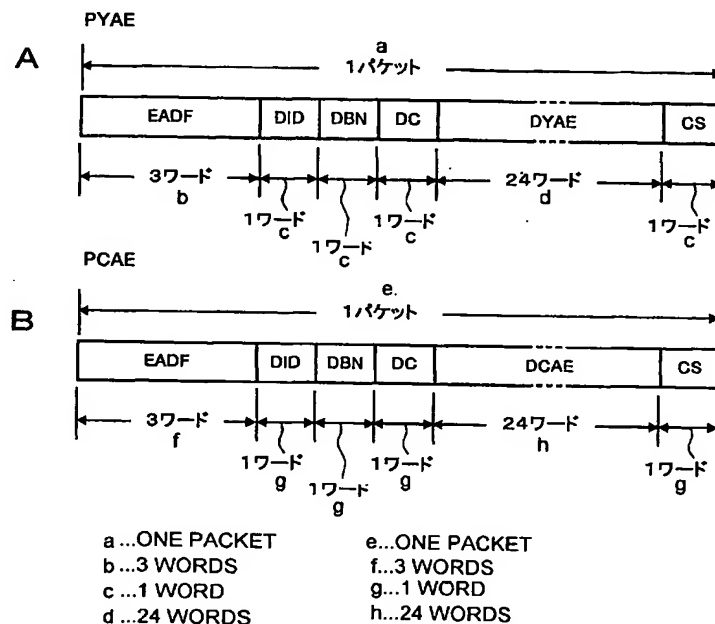 PYAE
A
a
1パケット
EADF DID DBN DC DYAE CS
3ワード 24ワード
b d
1ワード 1ワード 1ワード 1ワード
c c c c
PCAE
B
e.
1パケット
EADF DID DBN DC DCAE CS
3ワード 24ワード
f h
1ワード 1ワード 1ワード 1ワード
g g g g
a ...ONE PACKET e...ONE PACKET
b ...3 WORDS f...3 WORDS
c ...1 WORD g...1 WORD
d ...24 WORDS h...24 WORDS